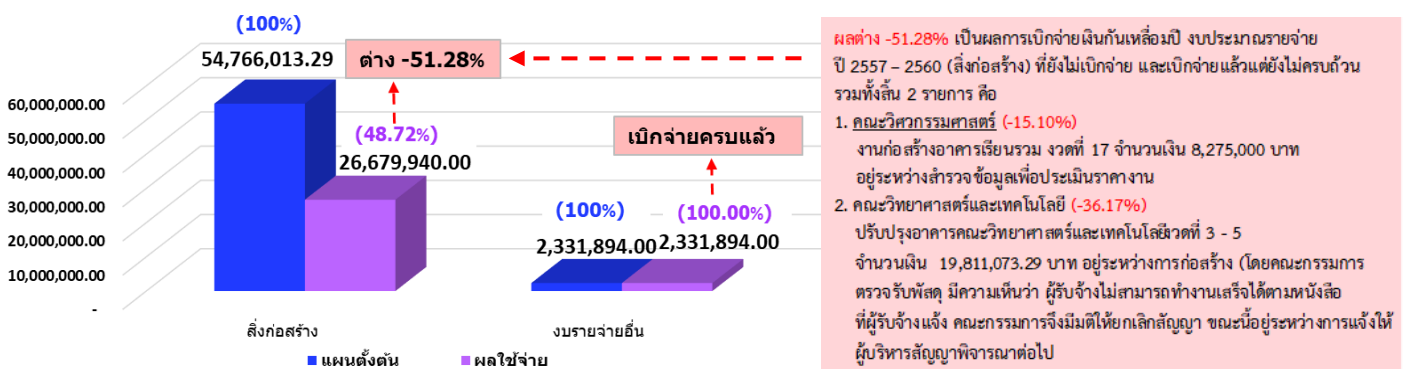 (100%)
54,766,013.29
ต่าง -51.28%
60,000,000.00
50,000,000.00
40,000,000.00
30,000,000.00
20,000,000.00
10,000,000.00
-
(48.72%)
26,679,940.00
เบิกจ่ายครบแล้ว
(100%)
(100.00%)
2,331,894.00
2,331,894.00
สิ่งก่อสร้าง
งบรายจ่ายอื่น
แผนตั้งต้น
ผลใช้จ่าย
ผลต่าง -51.28% เป็นผลการเบิกจ่ายเงินกันเหลื่อมปี งบประมาณรายจ่าย
ปี 2557 – 2560 (สิ่งก่อสร้าง) ที่ยังไม่เบิกจ่าย และเบิกจ่ายแล้วแต่ยังไม่ครบถ้วน
รวมทั้งสิ้น 2 รายการ คือ
1. คณะวิศวกรรมศาสตร์ (-15.10%)
งานก่อสร้างอาคารเรียนรวม งวดที่ 17 จำนวนเงิน 8,275,000 บาท
อยู่ระหว่างสำรวจข้อมูลเพื่อประเมินราคางาน
2. คณะวิทยาศาสตร์และเทคโนโลยี (-36.17%)
ปรับปรุงอาคารคณะวิทยาศาสตร์และเทคโนโลยีงวดที่ 3 - 5
จำนวนเงิน 19,811,073.29 บาท อยู่ระหว่างการก่อสร้าง (โดยคณะกรรมการ
ตรวจรับพัสดุ มีความเห็นว่า ผู้รับจ้างไม่สามารถทำงานเสร็จได้ตามหนังสือ
ที่ผู้รับจ้างแจ้ง คณะกรรมการจึงมีมติให้ยกเลิกสัญญา ขณะนี้อยู่ระหว่างการแจ้งให้
ผู้บริหารสัญญาพิจารณาต่อไป